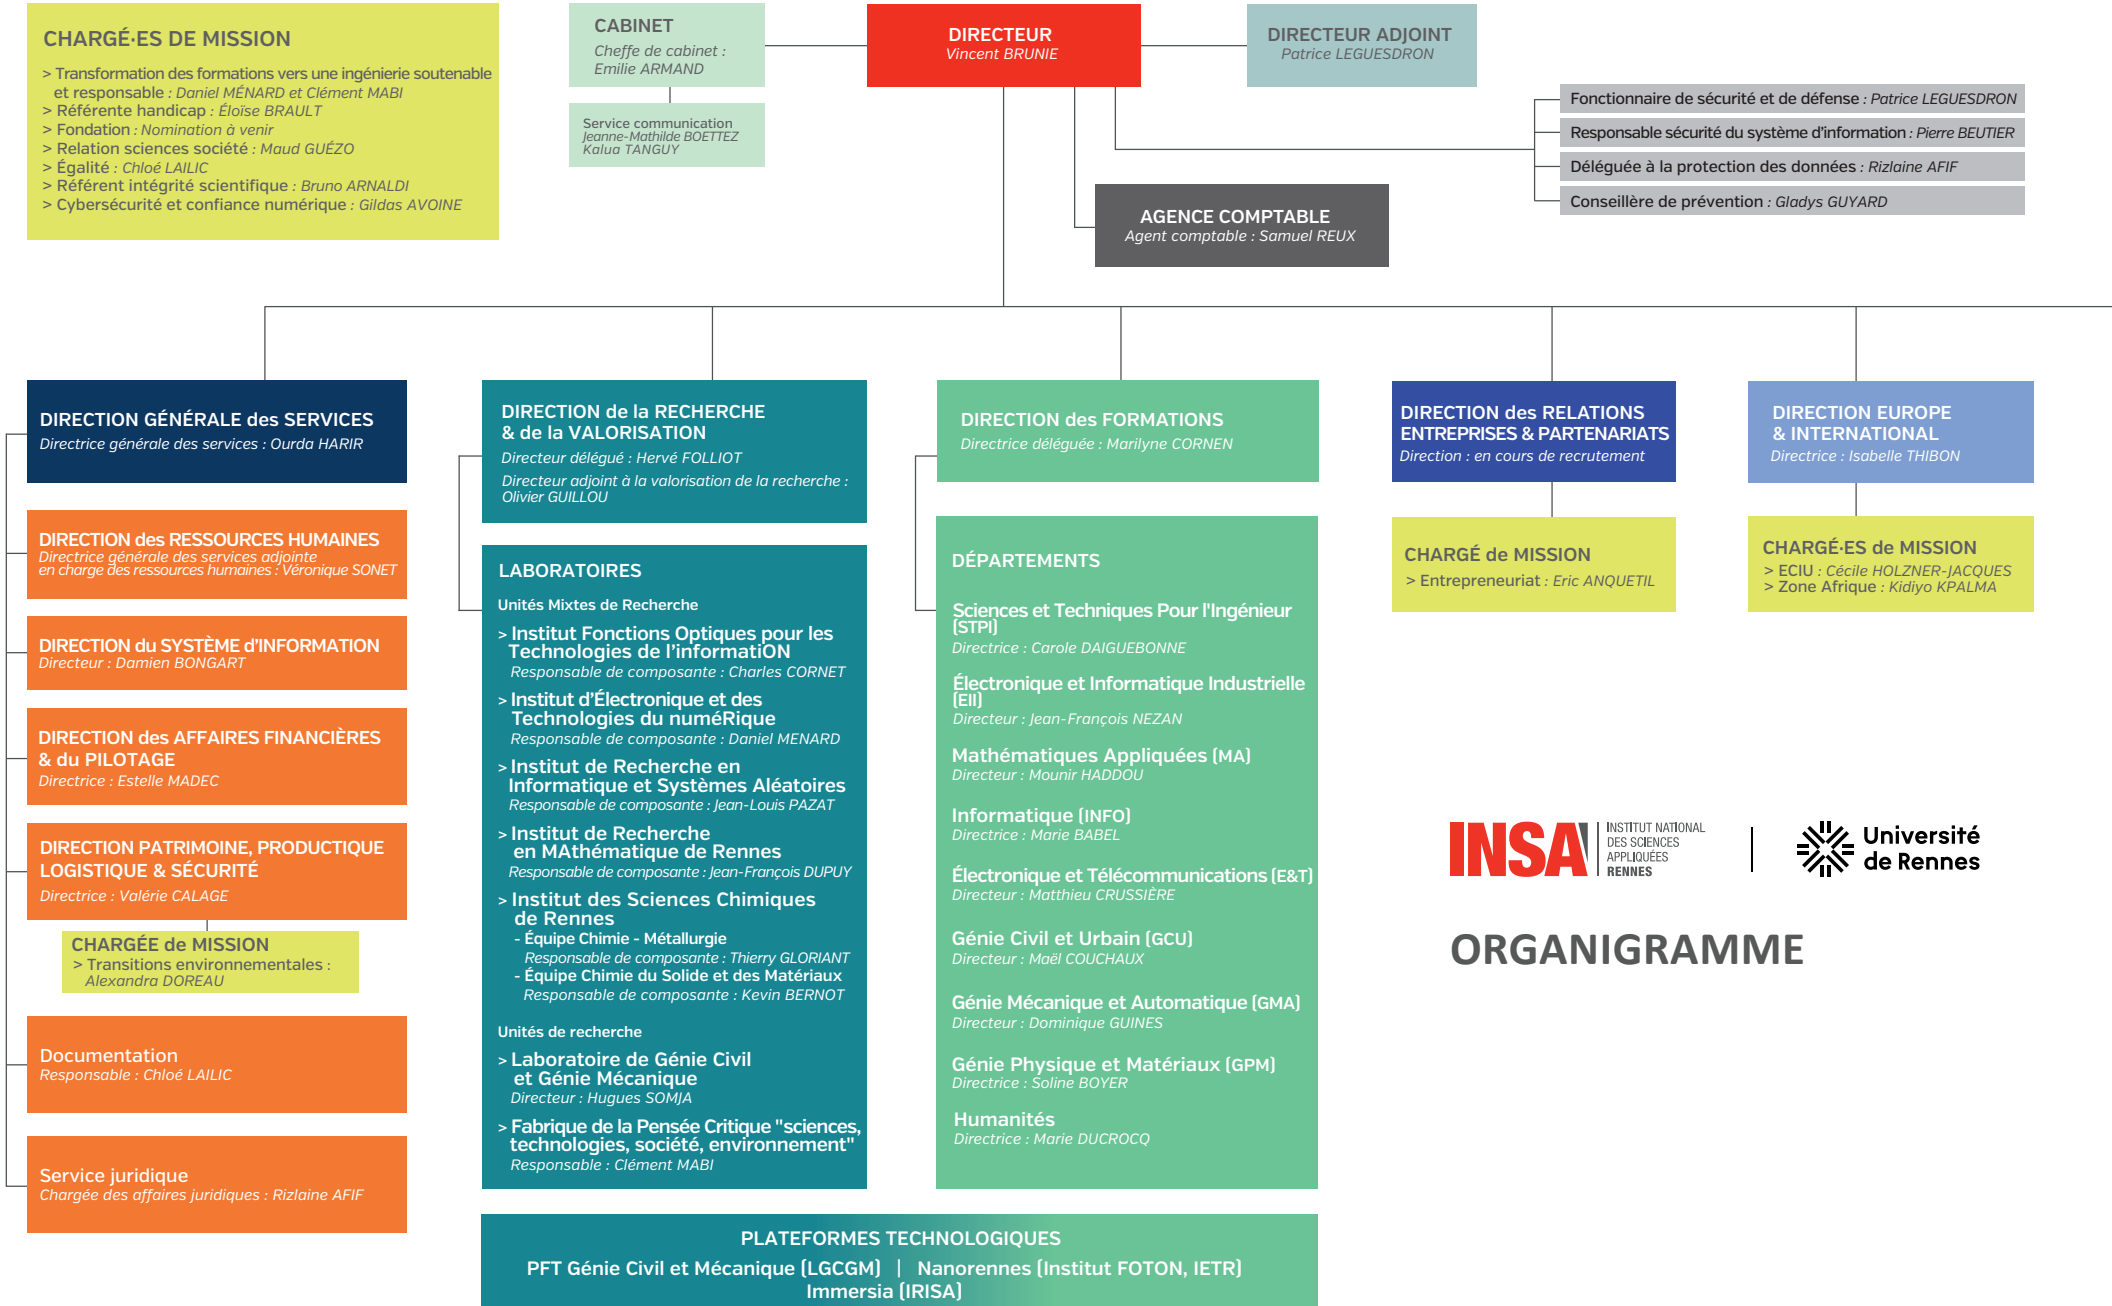 CHARGÉ·ES DE MISSION
> Transformation des formations vers une ingénierie soutenable
et responsable : Daniel MÉNARD et Clément MABI
> Référente handicap : Éloïse BRAULT
> Fondation : Nomination à venir
> Relation sciences société : Maud GUÉZO
> Égalité : Chloé LAILIC
> Référent intégrité scientifique : Bruno ARNALDI
> Cybersécurité et confiance numérique : Gildas AVOINE
CABINET
Cheffe de cabinet :
Emilie ARMAND
Service communication
Jeanne-Mathilde BOETTEZ
Kalua TANGUY
DIRECTEUR
Vincent BRUNIE
DIRECTEUR ADJOINT
Patrice LEGUESDRON
Fonctionnaire de sécurité et de défense : Patrice LEGUESDRON
Responsable sécurité du système d'information : Pierre BEUTIER
Déléguée à la protection des données : Rizlaine AFIF
Conseillère de prévention : Gladys GUYARD
AGENCE COMPTABLE
Agent comptable : Samuel REUX
DIRECTION GÉNÉRALE des SERVICES
Directrice générale des services : Ourda HARIR
DIRECTION des RESSOURCES HUMAINES
Directrice générale des services adjointe
en charge des ressources humaines : Véronique SONET
DIRECTION du SYSTÈME d'INFORMATION
Directeur : Damien BONGART
DIRECTION des AFFAIRES FINANCIÈRES
& du PILOTAGE
Directrice : Estelle MADEC
DIRECTION PATRIMOINE, PRODUCTIQUE
LOGISTIQUE & SÉCURITÉ
Directrice : Valérie CALAGE
CHARGÉE de MISSION
> Transitions environnementales :
Alexandra DOREAU
Documentation
Responsable : Chloé LAILIC
Service juridique
Chargée des affaires juridiques : Rizlaine AFIF
DIRECTION de la RECHERCHE
& de la VALORISATION
Directeur délégué : Hervé FOLLIOT
Directeur adjoint à la valorisation de la recherche :
Olivier GUILLOU
LABORATOIRES
Unités Mixtes de Recherche
> Institut Fonctions Optiques pour les
Technologies de l'informatiON
Responsable de composante : Charles CORNET
> Institut d'Électronique et des
Technologies du numéRique
Responsable de composante : Daniel MENARD
> Institut de Recherche en
Informatique et Systèmes Aléatoires
Responsable de composante : Jean-Louis PAZAT
> Institut de Recherche
en MAthématique de Rennes
Responsable de composante : Jean-François DUPUY
> Institut des Sciences Chimiques
de Rennes
- Équipe Chimie - Métallurgie
Responsable de composante : Thierry GLORIANT
- Équipe Chimie du Solide et des Matériaux
Responsable de composante : Kevin BERNOT
Unités de recherche
> Laboratoire de Génie Civil
et Génie Mécanique
Directeur : Hugues SOMJA
> Fabrique de la Pensée Critique "sciences,
technologies, société, environnement"
Responsable : Clément MABI
DIRECTION des FORMATIONS
Directrice déléguée : Marilyne CORNEN
DÉPARTEMENTS
Sciences et Techniques Pour l'Ingénieur
(STPI)
Directrice : Carole DAIGUEBONNE
Électronique et Informatique Industrielle
(EII)
Directeur : Jean-François NEZAN
Mathématiques Appliquées (MA)
Directeur : Mounir HADDOU
Informatique (INFO)
Directrice : Marie BABEL
Électronique et Télécommunications (E&T)
Directeur : Matthieu CRUSSIÈRE
Génie Civil et Urbain (GCU)
Directeur : Maël COUCHAUX
Génie Mécanique et Automatique (GMA)
Directeur : Dominique GUINES
Génie Physique et Matériaux (GPM)
Directrice : Soline BOYER
Humanités
Directrice : Marie DUCROCQ
PLATEFORMES TECHNOLOGIQUES
PFT Génie Civil et Mécanique (LGCGM) | Nanorennes (Institut FOTON, IETR)
Immersia (IRISA)
DIRECTION des RELATIONS
ENTREPRISES & PARTENARIATS
Direction : en cours de recrutement
CHARGÉ de MISSION
> Entrepreneuriat : Eric ANQUETIL
DIRECTION EUROPE
& INTERNATIONAL
Directrice : Isabelle THIBON
CHARGÉ·ES de MISSION
> ECIU : Cécile HOLZNER-JACQUES
> Zone Afrique : Kidiyo KPALMA
INSA
INSTITUT NATIONAL
DES SCIENCES
APPLIQUÉES
RENNES
Université
de Rennes
ORGANIGRAMME